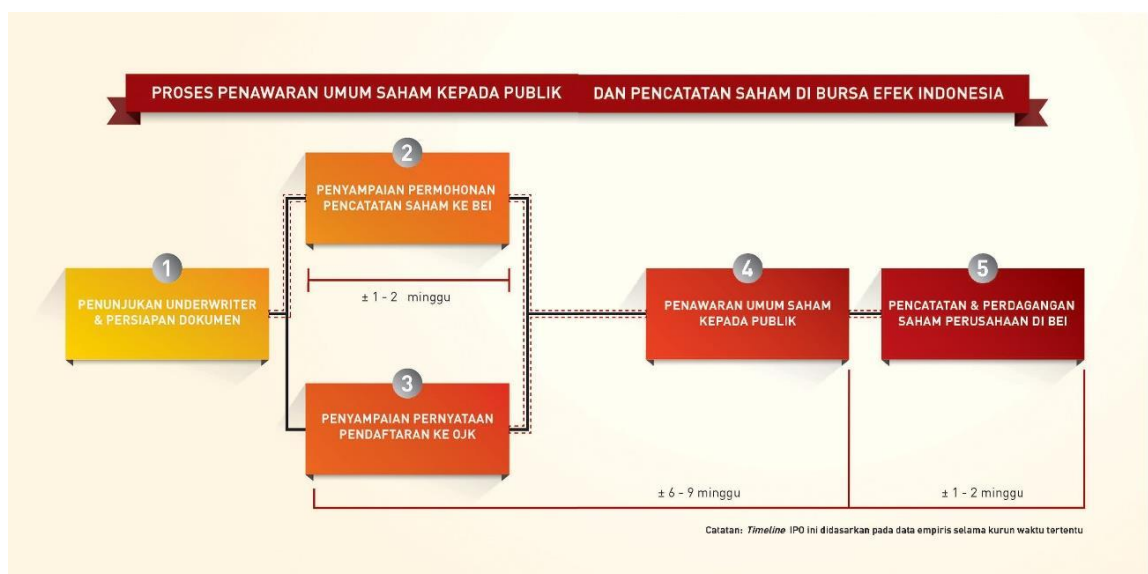 PROSES PENAWARAN UMUM SAHAM KEPADA PUBLIK DAN PENCATATAN SAHAM DI BURSA EFEK INDONESIA
1
PENUNJUKAN UNDERWRITER
& PERSIAPAN DOKUMEN
2
PENYAMPAIAN PERMOHONAN
PENCATATAN SAHAM KE BEI
± 1 - 2 minggu
3
PENYAMPAIAN PERNYATAAN
PENDAFTARAN KE OJK
4
PENAWARAN UMUM SAHAM
KEPADA PUBLIK
5
PENCATATAN & PERDAGANGAN
SAHAM PERUSAHAAN DI BEI
± 6 - 9 minggu
± 1 - 2 minggu
Catatan: Timeline IPO ini didasarkan pada data empiris selama kurun waktu tertentu